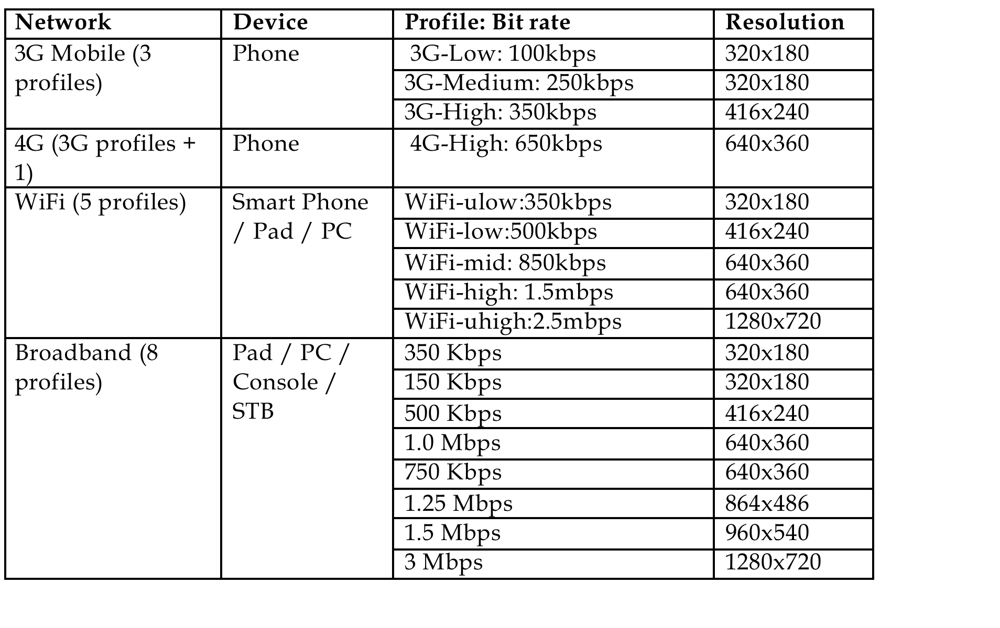 Network Device Profile: Bit rate Resolution
3G Mobile (3 Phone 3G-Low: 100kbps 320x180
profiles) 3G-Medium: 250kbps 320x180
3G-High: 350kbps 416x240
4G (3G profiles + Phone 4G-High: 650kbps 640x360
1)
WiFi (5 profiles) Smart Phone WiFi-ulow:350kbps 320x180
/ Pad / PC WiFi-low:500kbps 416x240
WiFi-mid: 850kbps 640x360
WiFi-high: 1.5mbps 640x360
WiFi-uhigh:2.5mbps 1280x720
Broadband (8 Pad / PC / 350 Kbps 320x180
profiles) Console / 150 Kbps 320x180
STB 500 Kbps 416x240
1.0 Mbps 640x360
750 Kbps 640x360
1.25 Mbps 864x486
1.5 Mbps 960x540
3 Mbps 1280x720